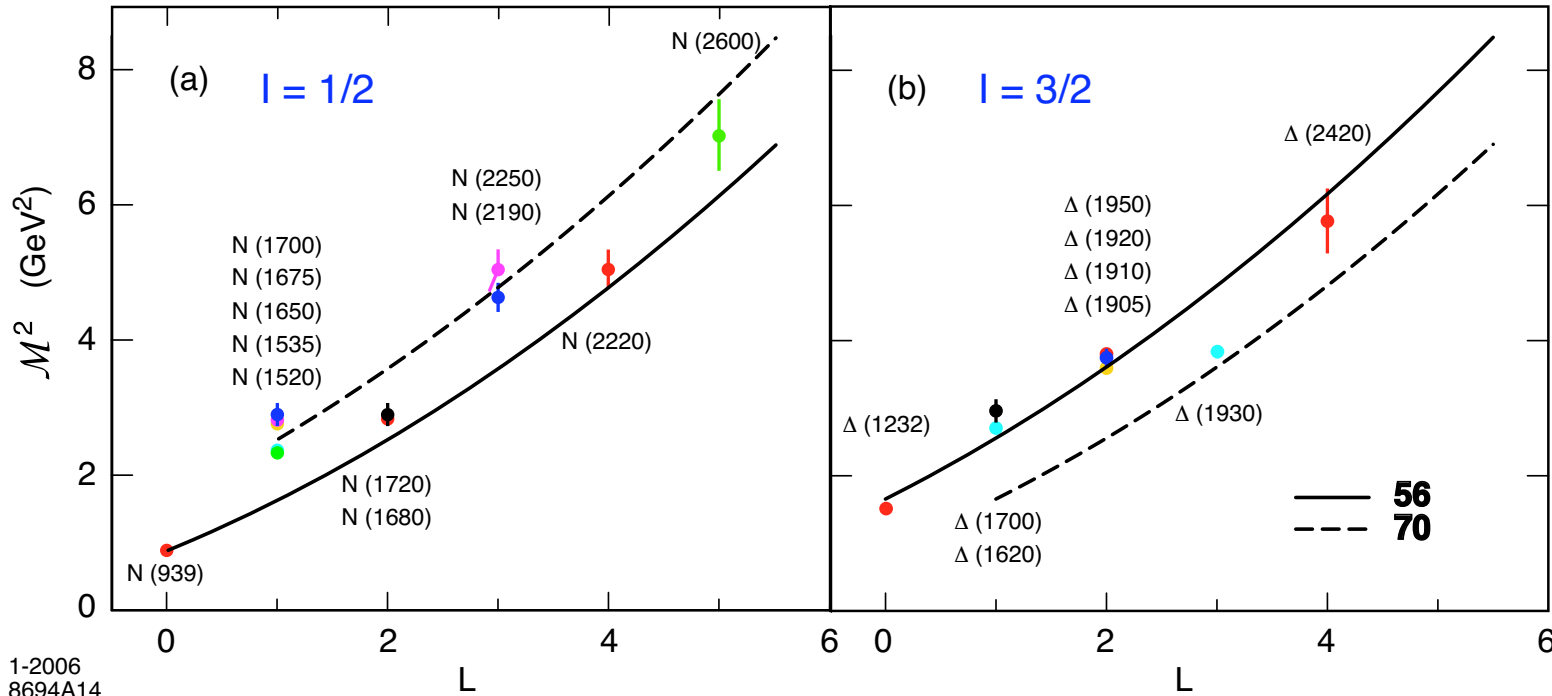 (a)
I = 1/2
N (2600)
N (2250)
N (2190)
N (1700)
N (1675)
N (1650)
N (1535)
N (1520)
N (2220)
N (1720)
N (1680)
N (939)
ℳ² (GeV²)
8
6
4
2
0
0 2 4 6
L
(b)
I = 3/2
Δ (2420)
Δ (1950)
Δ (1920)
Δ (1910)
Δ (1905)
Δ (1232)
Δ (1930)
Δ (1700)
Δ (1620)
56
70
0 2 4 6
L
1-2006
8694A14